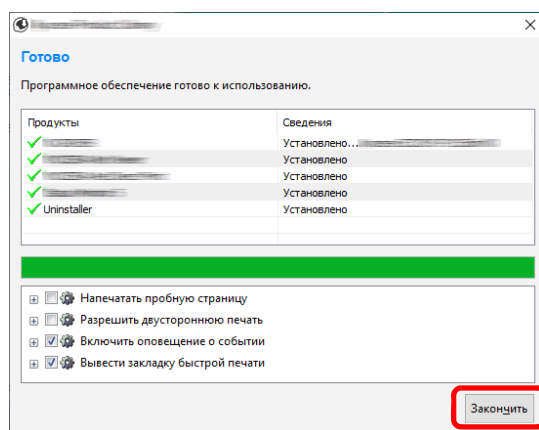 Готово
Программное обеспечение готово к использованию.
Продукты Сведения
Установлено...
Установлено
Установлено
Установлено
Uninstaller Установлено
Напечатать пробную страницу
Разрешить двустороннюю печать
Включить оповещение о событии
Вывести закладку быстрой печати
Закончить